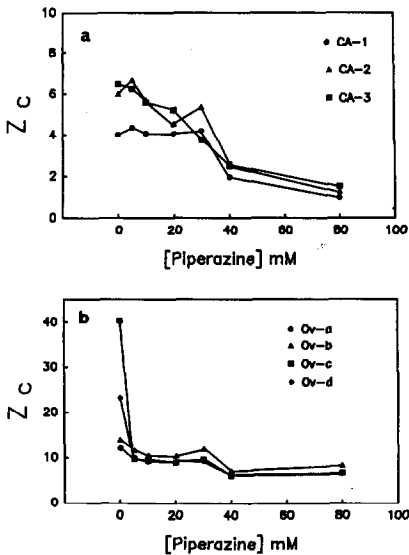 a
10
8
6
4
2
0
Z C
CA-1
CA-2
CA-3
0 20 40 60 80 100
[Piperazine] mM
b
40
30
20
10
0
Z C
Ov-a
Ov-b
Ov-c
Ov-d
0 20 40 60 80 100
[Piperazine] mM